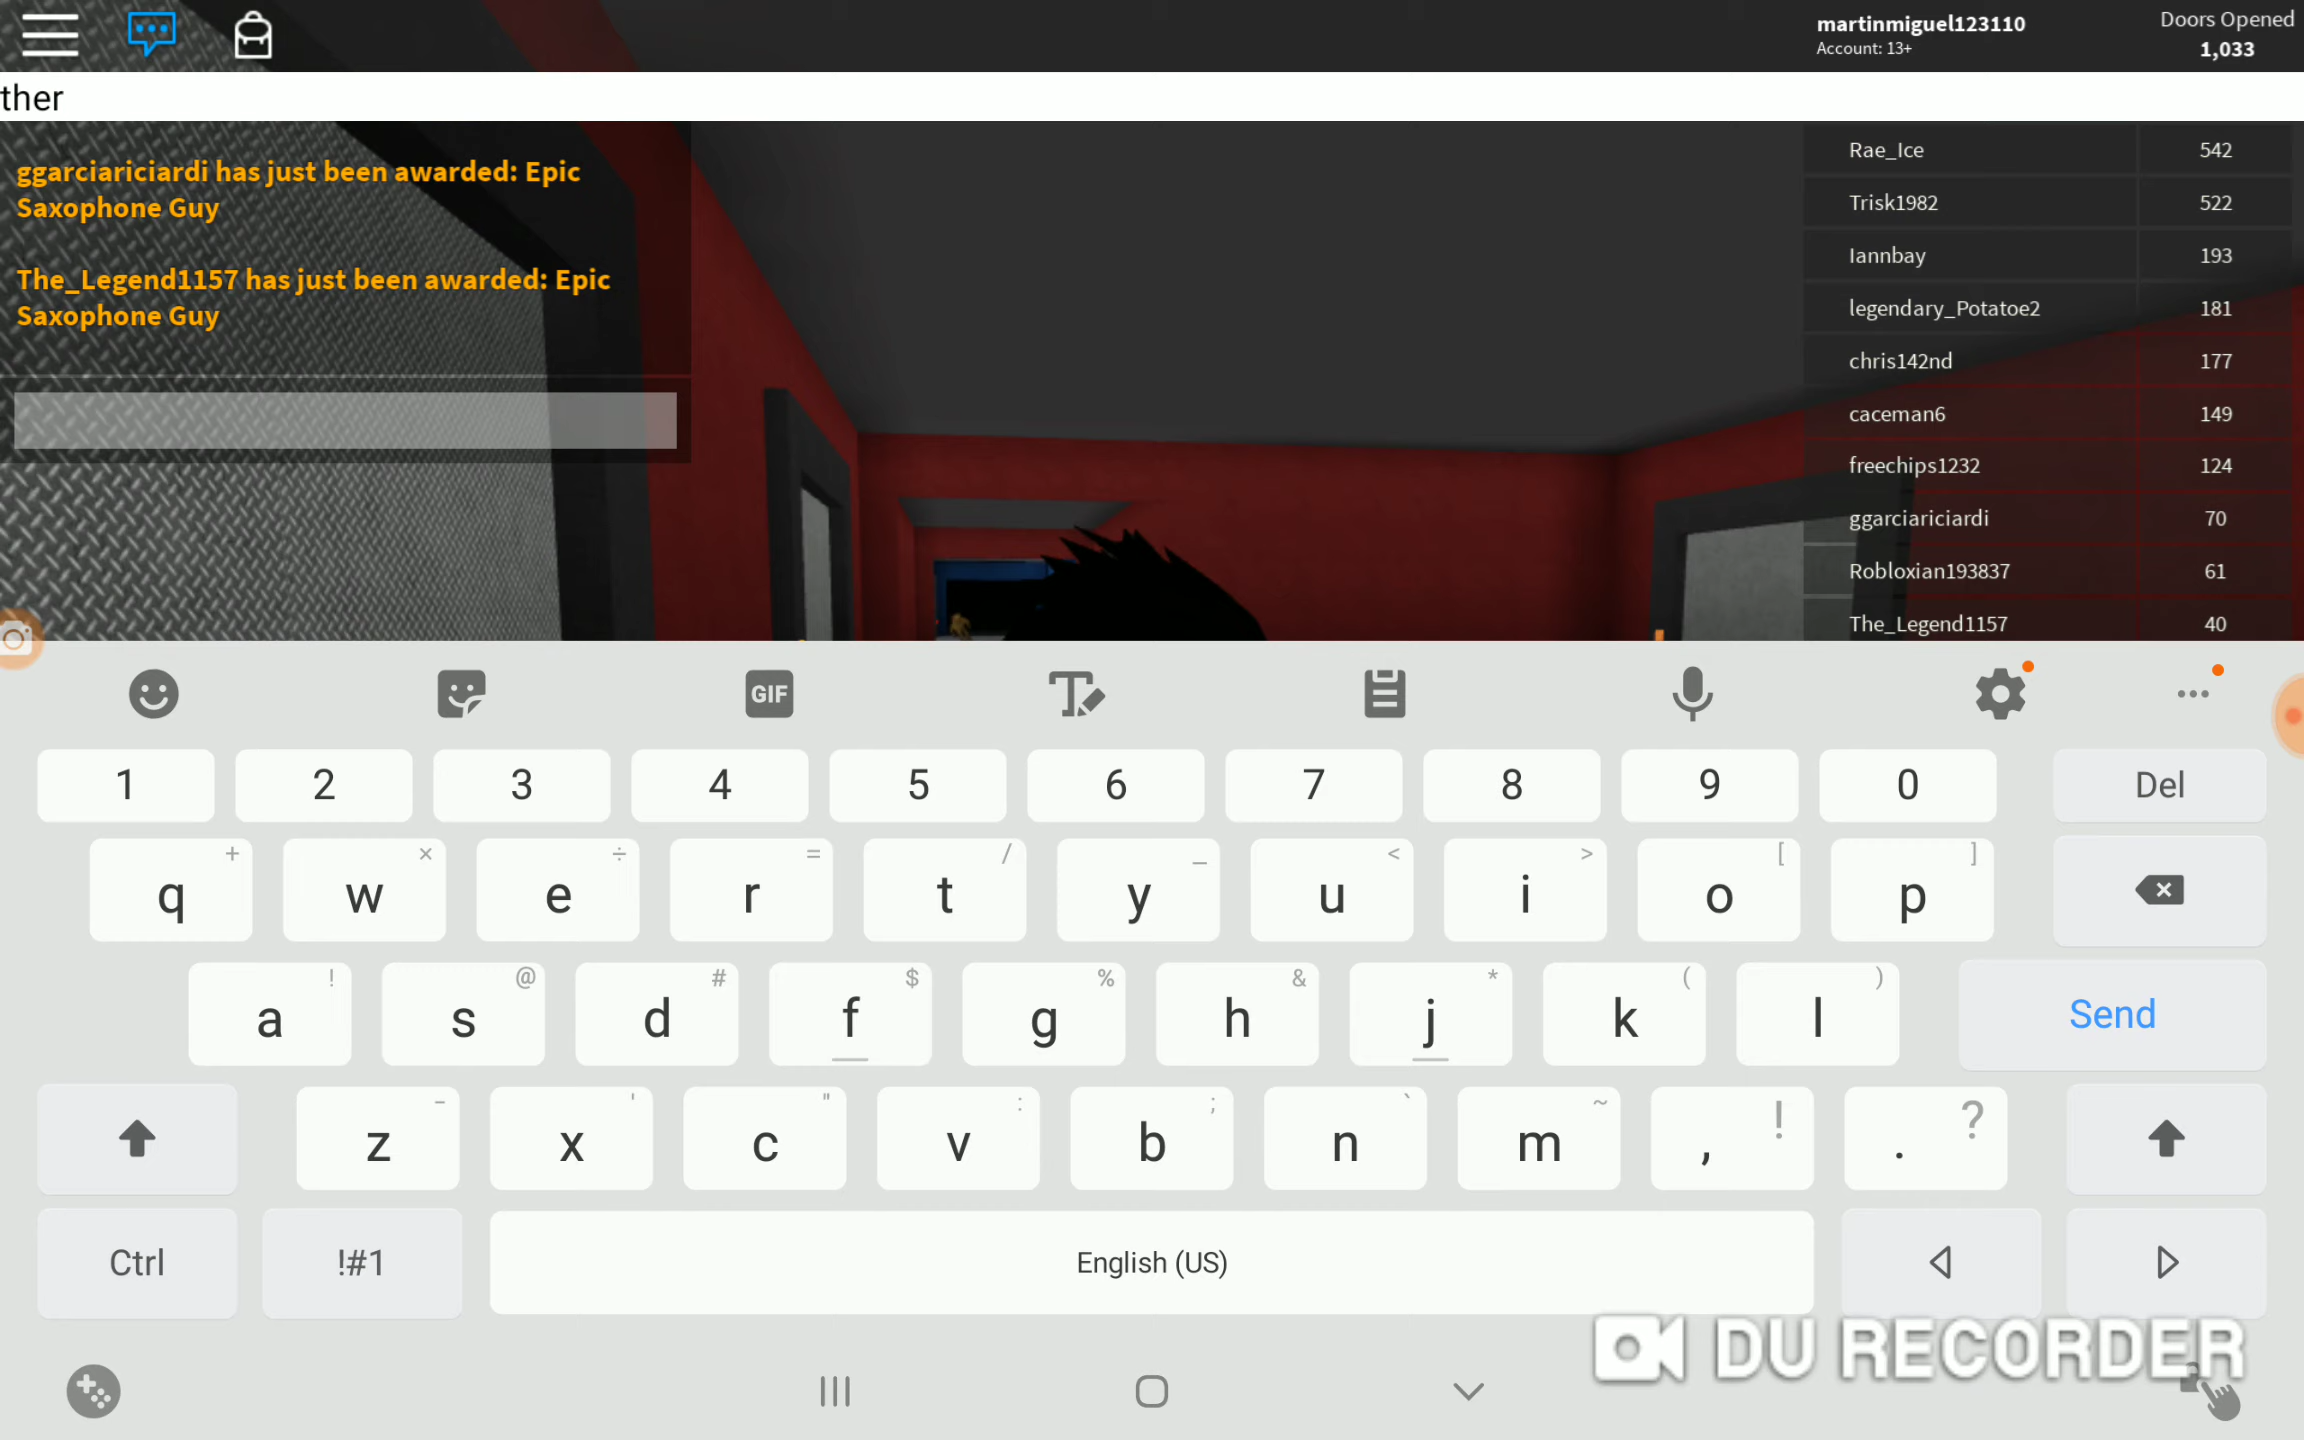 martinmiguel123110
Account: 13+
Doors Opened
1,033
ther
ggarciariciardi has just been awarded: Epic
Saxophone Guy
The_Legend1157 has just been awarded: Epic
Saxophone Guy
Rae_Ice 542
Trisk1982 522
Iannbay 193
legendary_Potatoe2 181
chris142nd 177
caceman6 149
freechips1232 124
ggarciariciardi 70
Robloxian193837 61
The_Legend1157 40
GIF
1 2 3 4 5 6 7 8 9 0 Del
+ × ÷ = / _ < > [ ]
q w e r t y u i o p
! @ # $ % & * ( )
a s d f g h j k l Send
- ' " : ; ` ~ ! ?
z x c v b n m , .
Ctrl !#1 English (US)
DU RECORDER